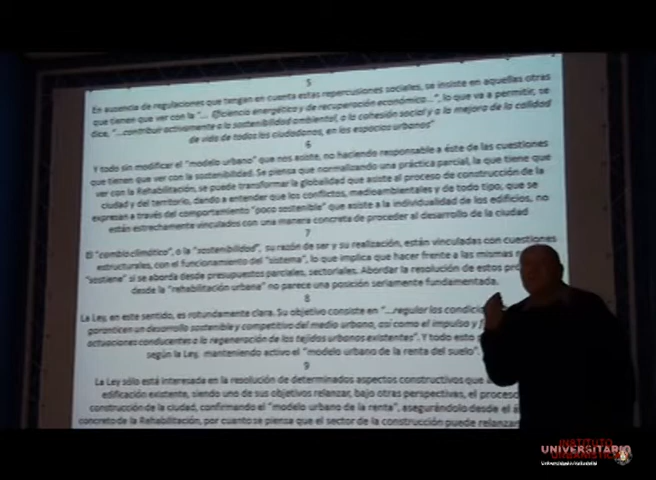 5
En ausencia de regulaciones que tengan en cuenta estas repercusiones sociales, se insiste en aquellas otras
que tienen que ver con la "... Eficiencia energética y de recuperación económica...", lo que va a permitir, se
dice, "...contribuir activamente a la sostenibilidad ambiental, a la cohesión social y a la mejora de la calidad
de vida de todos los ciudadanos, en los espacios urbanos"
6
Y todo sin modificar el "modelo urbano" que nos asiste, no haciendo responsable a éste de las cuestiones
que tienen que ver con la sostenibilidad. Se piensa que normalizando una práctica parcial, la que tiene que
ver con la Rehabilitación, se puede transformar la globalidad que asiste al proceso de construcción de la
ciudad y del territorio, dando a entender que los conflictos, medioambientales y de todo tipo, que se
expresan a través del comportamiento "poco sostenible" que asiste a la individualidad de los edificios, no
están estrechamente vinculados con una manera concreta de proceder al desarrollo de la ciudad
7
El "cambio climático", o la "sostenibilidad", su razón de ser y su realización, están vinculadas con cuestiones
estructurales, con el funcionamiento del "sistema", lo que implica que hacer frente a las mismas
"sostiene" si se aborda desde presupuestos parciales, sectoriales. Abordar la resolución de estos
desde la "rehabilitación urbana" no parece una posición seriamente fundamentada.
8
La Ley, en este sentido, es rotundamente clara. Su objetivo consiste en "...regular las
garanticen un desarrollo sostenible y competitivo del medio urbano, así como el impulso y
actuaciones conducentes a la regeneración de los tejidos urbanos existentes". Y todo esto
según la Ley, manteniendo activo el "modelo urbano de la renta del suelo".
9
La Ley sólo está interesada en la resolución de determinados aspectos constructivos que
edificación existente, siendo uno de sus objetivos relanzar, bajo otras perspectivas, el
construcción de la ciudad, confirmando el "modelo urbano de la renta", asegurándolo desde el
concreto de la Rehabilitación, por cuanto se piensa que el sector de la construcción puede relanzar
INSTITUTO
UNIVERSITARIO
URBANÍSTICA